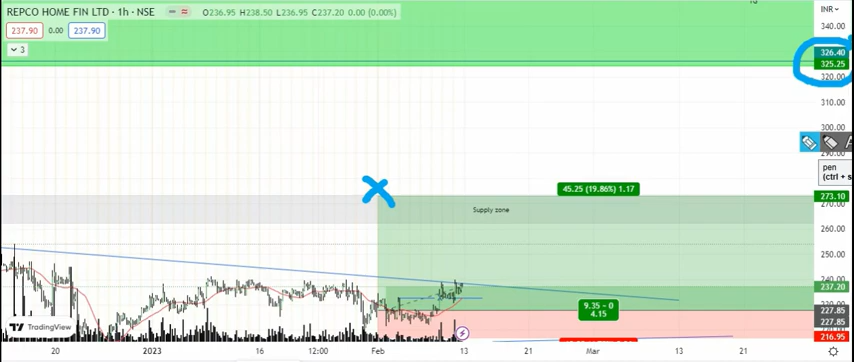 REPCO HOME FIN LTD · 1h · NSE O236.95 H238.50 L236.95 C237.20 0.00 (0.00%)
INR
237.90 0.00 237.90
3
340.00
326.40
325.25
320.00
310.00
300.00
290.00
pen
(ctrl + s
45.25 (19.86%) 1.17
273.10
270.00
Supply zone
260.00
250.00
240.00
237.20
9.35 ~ 0
4.15
227.85
227.85
TradingView
216.95
20 2023 16 12:00 Feb 13 21 Mar 13 21